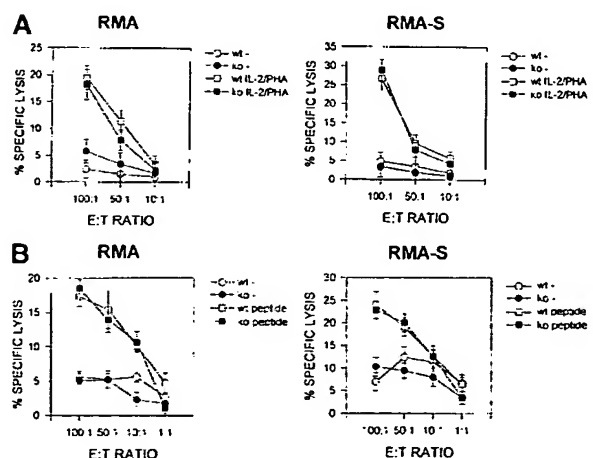 A
RMA
25
20
15
10
5
0
% SPECIFIC LYSIS
100:1 50:1 10:1
E:T RATIO
wt -
ko -
wt IL-2/PHA
ko IL-2/PHA
RMA-S
35
30
25
20
15
10
5
0
% SPECIFIC LYSIS
100:1 50:1 10:1
E:T RATIO
wt -
ko -
wt IL-2/PHA
ko IL-2/PHA
B
RMA
20
15
10
5
0
% SPECIFIC LYSIS
100:1 50:1 10:1 1:1
E:T RATIO
wt -
ko -
wt peptide
ko peptide
RMA-S
30
25
20
15
10
5
0
% SPECIFIC LYSIS
100:1 50:1 10:1 1:1
E:T RATIO
wt -
ko -
wt peptide
ko peptide